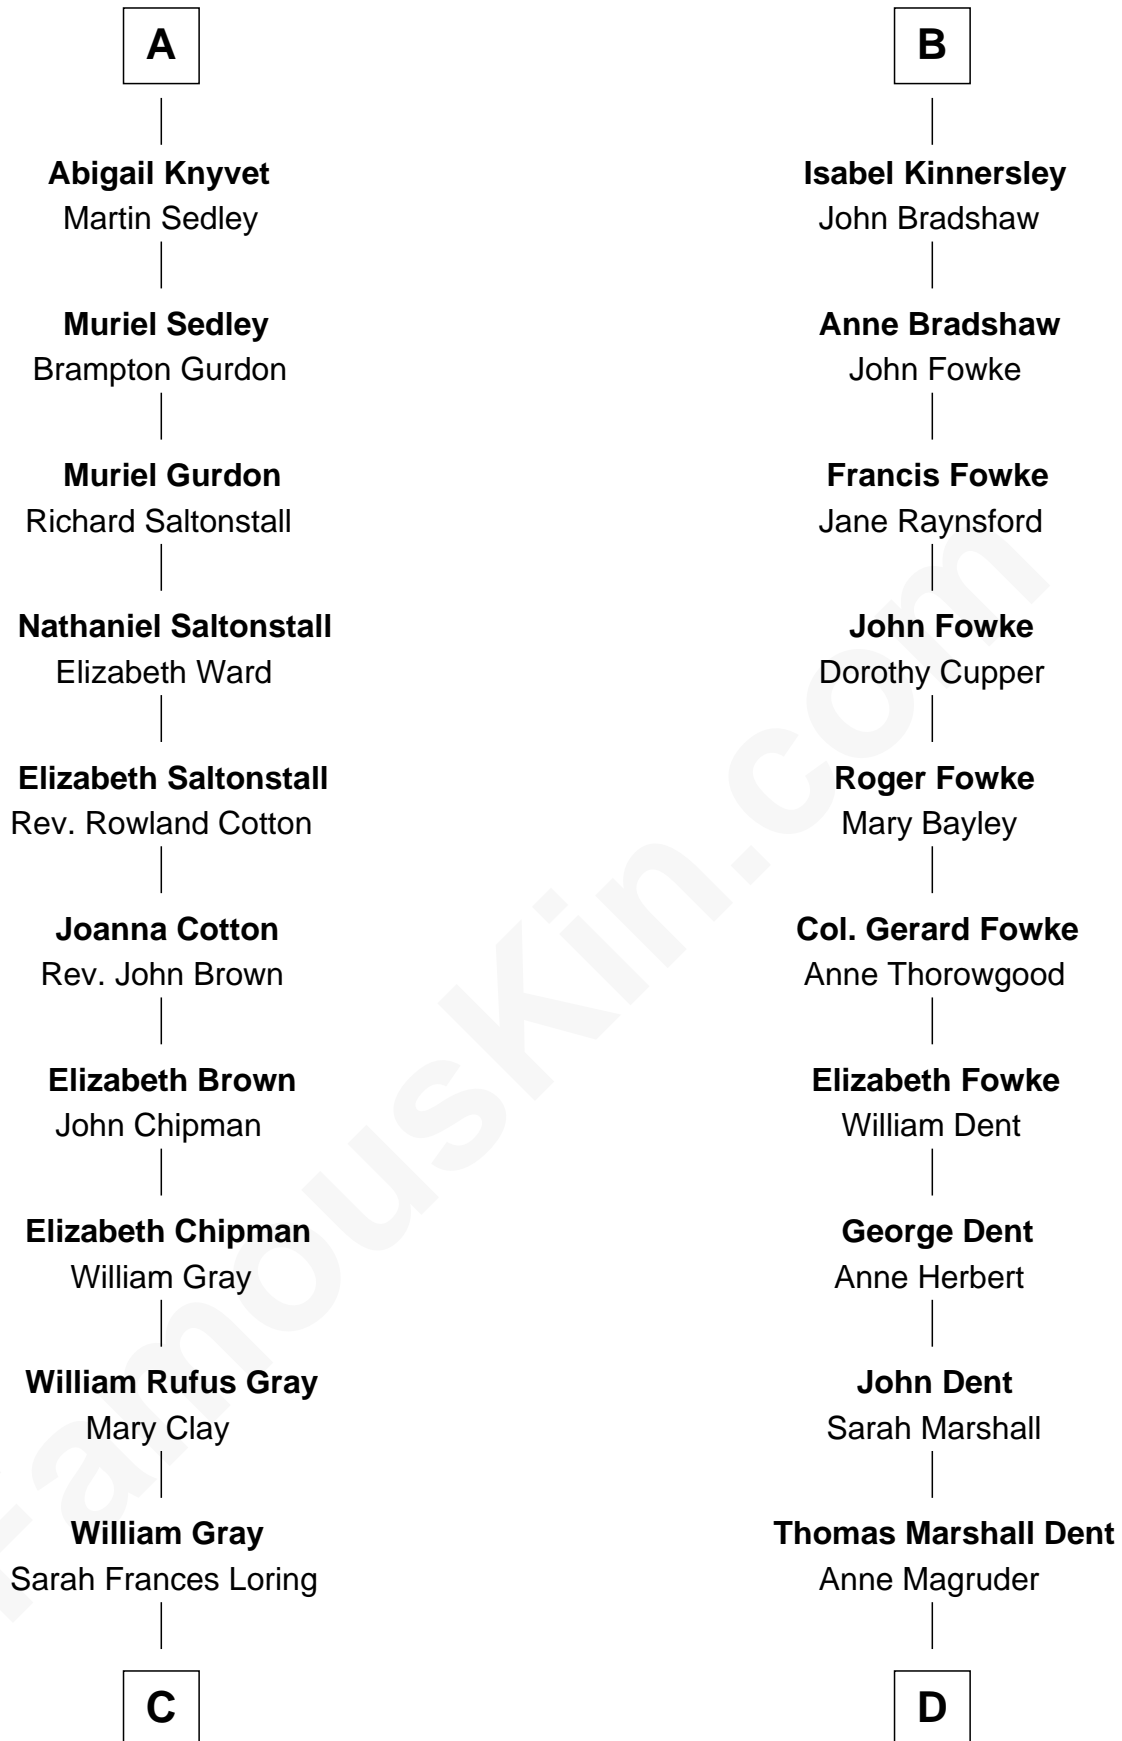 A
Abigail Knyvet
Martin Sedley
Muriel Sedley
Brampton Gurdon
Muriel Gurdon
Richard Saltonstall
Nathaniel Saltonstall
Elizabeth Ward
Elizabeth Saltonstall
Rev. Rowland Cotton
Joanna Cotton
Rev. John Brown
Elizabeth Brown
John Chipman
Elizabeth Chipman
William Gray
William Rufus Gray
Mary Clay
William Gray
Sarah Frances Loring
C
B
Isabel Kinnersley
John Bradshaw
Anne Bradshaw
John Fowke
Francis Fowke
Jane Raynsford
John Fowke
Dorothy Cupper
Roger Fowke
Mary Bayley
Col. Gerard Fowke
Anne Thorowgood
Elizabeth Fowke
William Dent
George Dent
Anne Herbert
John Dent
Sarah Marshall
Thomas Marshall Dent
Anne Magruder
D
FamousKin.com